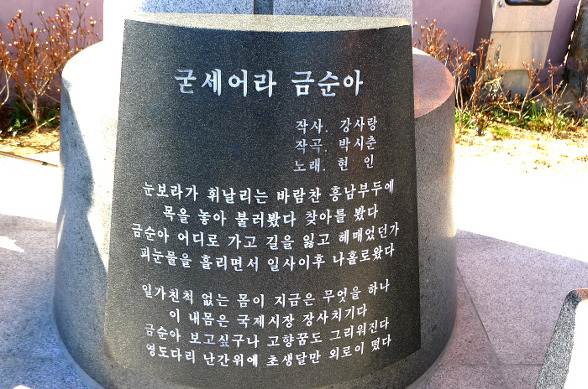 굳세어라 금순아
작사. 강사랑
작곡. 박시춘
노래. 현 인
눈보라가 휘날리는 바람찬 흥남부두에
목을 놓아 불러봤다 찾아를 봤다
금순아 어디로 가고 길을 잃고 헤매었던가
피눈물을 흘리면서 일사이후 나홀로왔다
일가친척 없는 몸이 지금은 무엇을 하나
이 내몸은 국제시장 장사치기다
금순아 보고싶구나 고향꿈도 그리워진다
영도다리 난간위에 초생달만 외로이 떴다